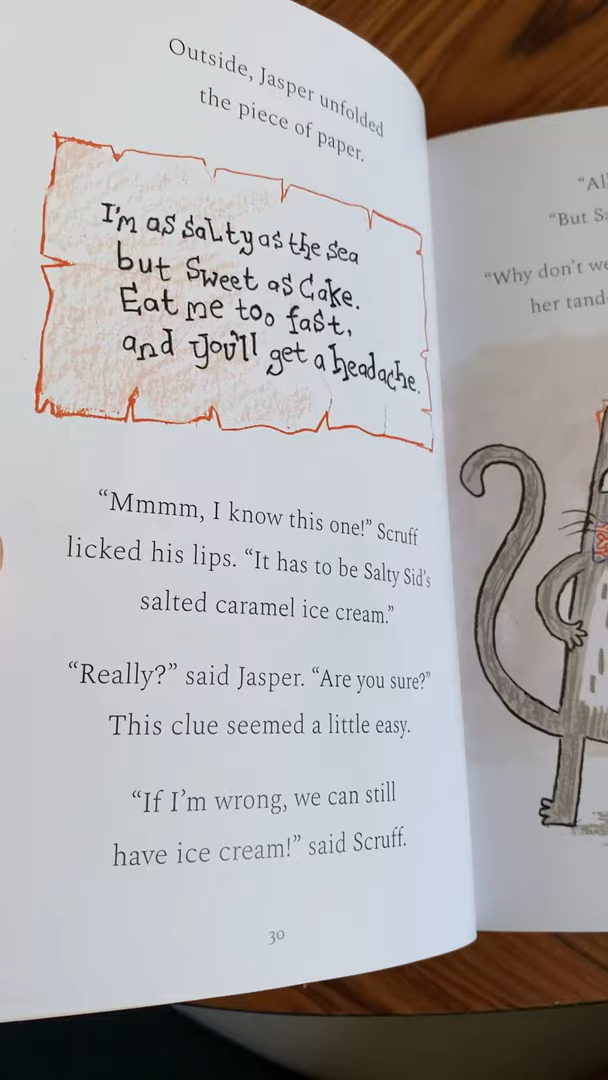 Outside, Jasper unfolded
the piece of paper.
I'm as salty as the sea
but sweet as cake.
Eat me too fast,
and you'll get a headache.
“Mmmm, I know this one!” Scruff
licked his lips. “It has to be Salty Sid's
salted caramel ice cream.”
“Really?” said Jasper. “Are you sure?”
This clue seemed a little easy.
“If I'm wrong, we can still
have ice cream!” said Scruff.
30
“But
“Why don't
her